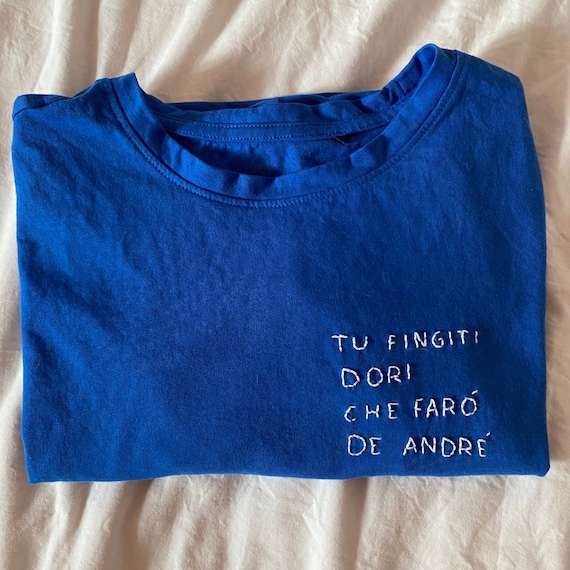 TU FINGITI
DORI
CHE FARÓ
DE ANDRÉ